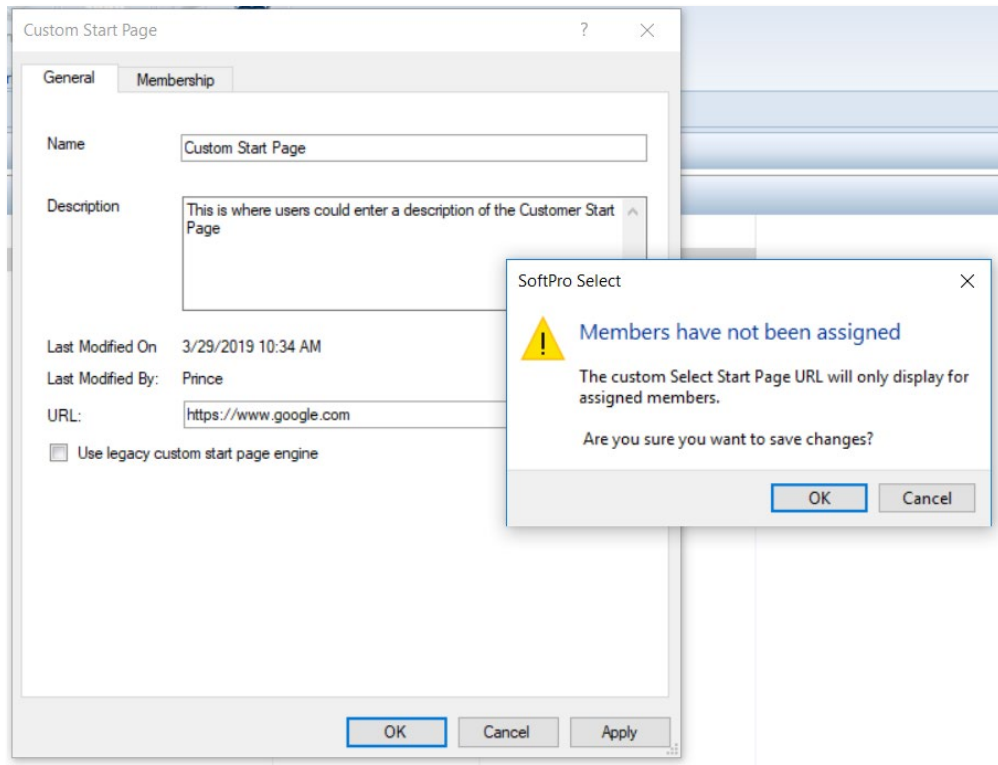 Custom Start Page
?
General
Membership
Name
Custom Start Page
Description
This is where users could enter a description of the Customer Start
Page
Last Modified On
3/29/2019 10:34 AM
Last Modified By:
Prince
URL:
https://www.google.com
Use legacy custom start page engine
OK
Cancel
Apply
SoftPro Select
Members have not been assigned
The custom Select Start Page URL will only display for
assigned members.
Are you sure you want to save changes?
OK
Cancel